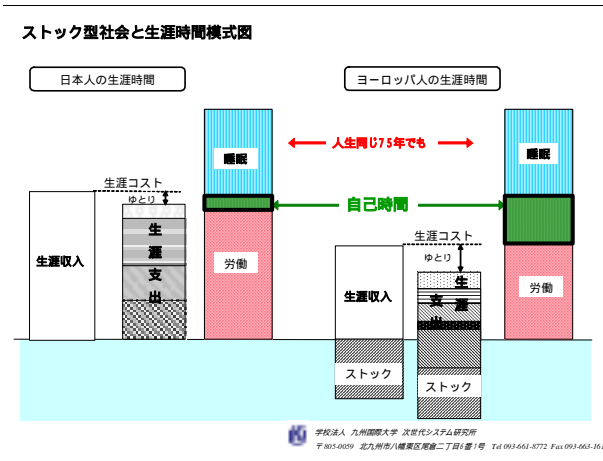 ストック型社会と生涯時間模式図
日本人の生涯時間
ヨーロッパ人の生涯時間
睡眠
人生同じ75年でも
睡眠
生涯コスト
ゆとり
自己時間
生涯収入
生涯支出
労働
生涯コスト
ゆとり
生涯収入
生涯支出
労働
ストック
ストック
学校法人 九州国際大学 次世代システム研究所
〒805-0059 北九州市八幡東区尾倉二丁目6番1号 Tel 093-661-8772 Fax 093-663-161